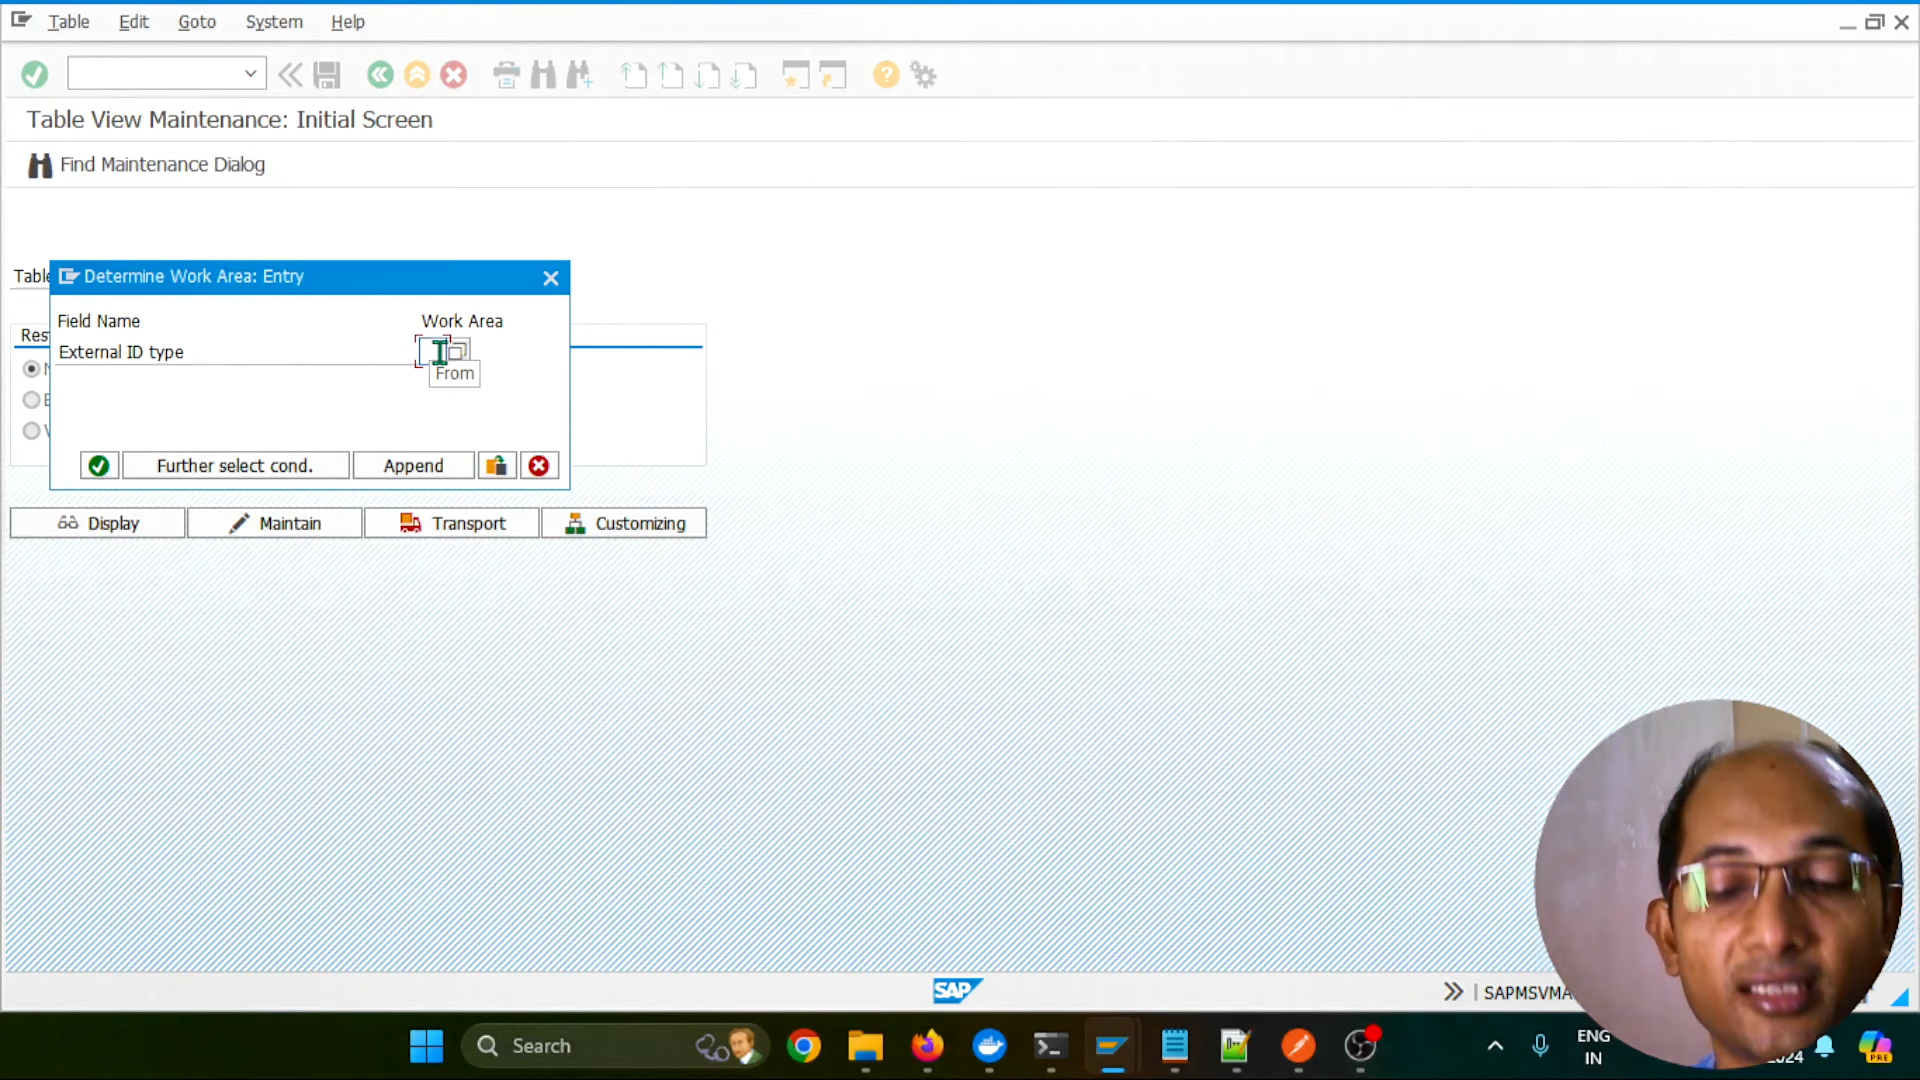 Table Edit Goto System Help
Table View Maintenance: Initial Screen
Find Maintenance Dialog
Table
Determine Work Area: Entry
Field Name Work Area
External ID type
From
Further select cond. Append
Display Maintain Transport Customizing
SAP
SAPMSVMA
Search
ENG
IN
PRE